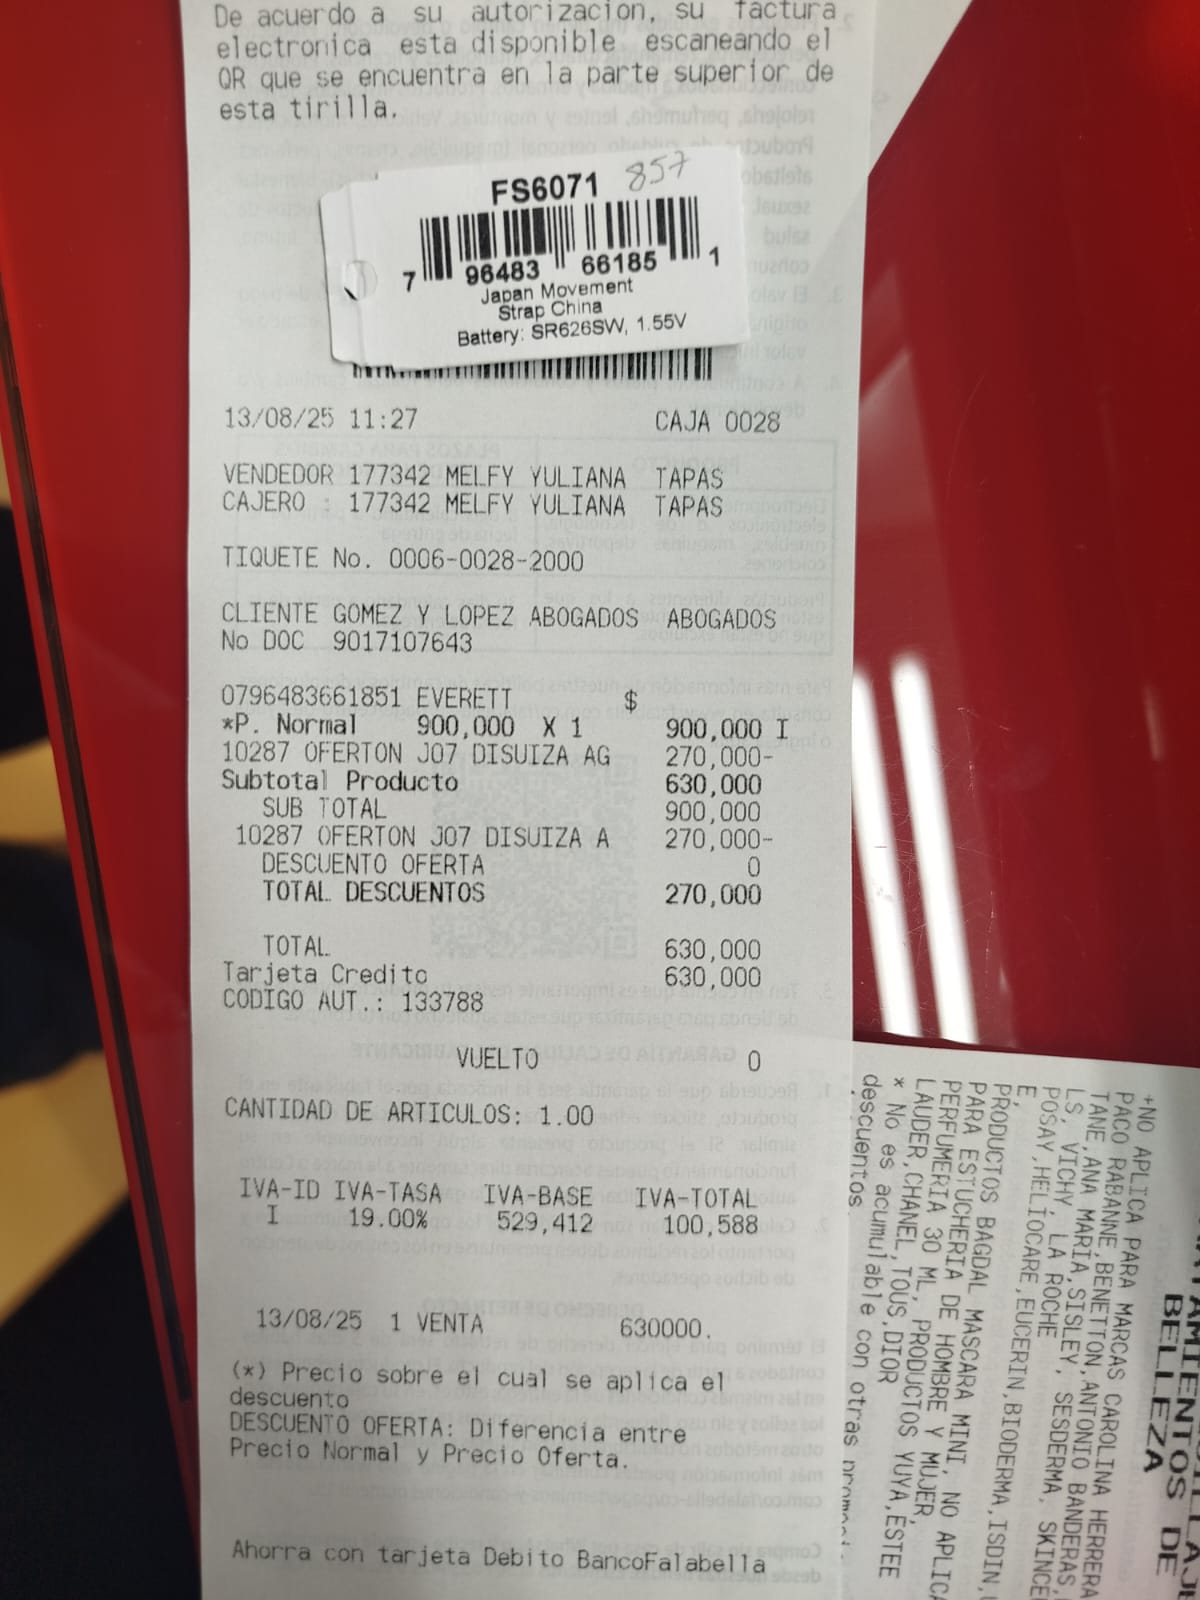 De acuerdo a su autorizacion, su factura
electronica esta disponible escaneando el
QR que se encuentra en la parte superior de
esta tirilla.
FS6071 857
7 96483 66185 1
Japan Movement
Strap China
Battery: SR626SW, 1.55V
13/08/25 11:27 CAJA 0028
VENDEDOR 177342 MELFY YULIANA TAPAS
CAJERO : 177342 MELFY YULIANA TAPAS
TIQUETE No. 0006-0028-2000
CLIENTE GOMEZ Y LOPEZ ABOGADOS ABOGADOS
No DOC 9017107643
0796483661851 EVERETT $
*P. Normal 900,000 X 1 900,000 I
10287 OFERTON J07 DISUIZA AG 270,000-
Subtotal Producto 630,000
SUB TOTAL 900,000
10287 OFERTON J07 DISUIZA A 270,000-
DESCUENTO OFERTA 0
TOTAL DESCUENTOS 270,000
TOTAL 630,000
Tarjeta Credito 630,000
CODIGO AUT.: 133788
VUELTO 0
CANTIDAD DE ARTICULOS: 1.00
IVA-ID IVA-TASA IVA-BASE IVA-TOTAL
I 19.00% 529,412 100,588
13/08/25 1 VENTA 630000.
(*) Precio sobre el cual se aplica el
descuento
DESCUENTO OFERTA: Diferencia entre
Precio Normal y Precio Oferta.
Ahorra con tarjeta Debito BancoFalabella
BELLEZA
+NO APLICA PARA MARCAS CAROLINA HERRERA
PACO RABANNE,BENETTON,ANTONIO BANDERAS,
TANE,ANA MARIA,SISLEY, SESDERMA, SKINCE
LS, VICHY, LA ROCHE
POSAY,HELIOCARE,EUCERIN,BIODERMA,ISDIN,
E,
PRODUCTOS BAGDAL MASCARA MINI, NO APLICA
PARA ESTUCHERIA DE HOMBRE Y MUJER,
PERFUMERIA 30 ML, PRODUCTOS YUYA,ESTEE
LAUDER,CHANEL,TOUS,DIOR
* No es acumulable con otras
descuentos.